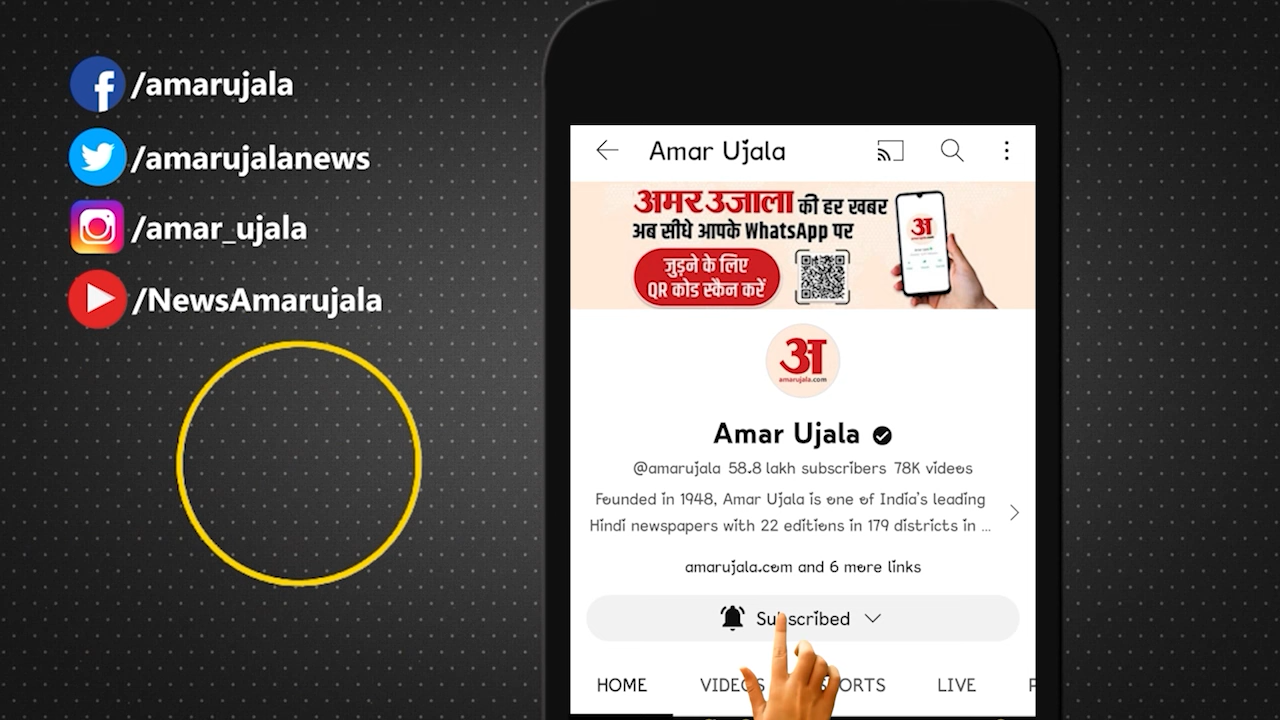 /amarujala
/amarujalanews
/amar_ujala
/NewsAmarujala
Amar Ujala
अमर उजाला की हर खबर
अब सीधे आपके WhatsApp पर
जुड़ने के लिए
QR कोड स्कैन करें
अ
अ
amarujala.com
Amar Ujala
@amarujala 58.8 lakh subscribers 78K videos
Founded in 1948, Amar Ujala is one of India's leading
Hindi newspapers with 22 editions in 179 districts in ...
amarujala.com and 6 more links
Subscribed
HOME VIDEOS LIVE